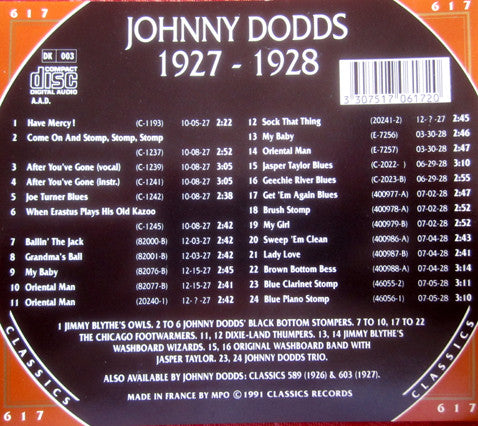 617 617
JOHNNY DODDS
1927 - 1928
DK 003
COMPACT
disc
DIGITAL AUDIO
A.A.D.
3 307517 061720
1 Have Mercy ! (C-1193) 10-05-27 2:22
2 Come On And Stomp, Stomp, Stomp
(C-1237) 10-08-27 2:52
3 After You've Gone (vocal) (C-1239) 10-08-27 3:05
4 After You've Gone (instr.) (C-1241) 10-08-27 3:05
5 Joe Turner Blues (C-1242) 10-08-27 2:38
6 When Erastus Plays His Old Kazoo
(C-1245) 10-08-27 2:42
7 Ballin' The Jack (82000-B) 12-03-27 2:42
8 Grandma's Ball (82001-B) 12-03-27 2:42
9 My Baby (82076-B) 12-15-27 2:45
10 Oriental Man (82077-B) 12-15-27 2:41
11 Oriental Man (20240-1) 12- ? -27 2:42
12 Sock That Thing (20241-2) 12- ? -27 2:45
13 My Baby (E-7256) 03-30-28 2:46
14 Oriental Man (E-7257) 03-30-28 2:47
15 Jasper Taylor Blues (C-2022- ) 06-29-28 3:10
16 Geechie River Blues (C-2023-B) 06-29-28 2:55
17 Get 'Em Again Blues (400977-A) 07-02-28 2:47
18 Brush Stomp (400978-A) 07-02-28 2:52
19 My Girl (400979-B) 07-02-28 2:52
20 Sweep 'Em Clean (400986-A) 07-04-28 2:43
21 Lady Love (400987-B) 07-04-28 2:41
22 Brown Bottom Bess (400988-A) 07-04-28 3:14
23 Blue Clarinet Stomp (46055-2) 07-05-28 3:11
24 Blue Piano Stomp (46056-1) 07-05-28 3:10
1 JIMMY BLYTHE'S OWLS. 2 TO 6 JOHNNY DODDS' BLACK BOTTOM STOMPERS. 7 TO 10, 17 TO 22
THE CHICAGO FOOTWARMERS. 11, 12 DIXIE-LAND THUMPERS. 13, 14 JIMMY BLYTHE'S
WASHBOARD WIZARDS. 15, 16 ORIGINAL WASHBOARD BAND WITH
JASPER TAYLOR. 23, 24 JOHNNY DODDS TRIO.
ALSO AVAILABLE BY JOHNNY DODDS: CLASSICS 589 (1926) & 603 (1927).
MADE IN FRANCE BY MPO © 1991 CLASSICS RECORDS
CLASSICS CLASSICS
617 617